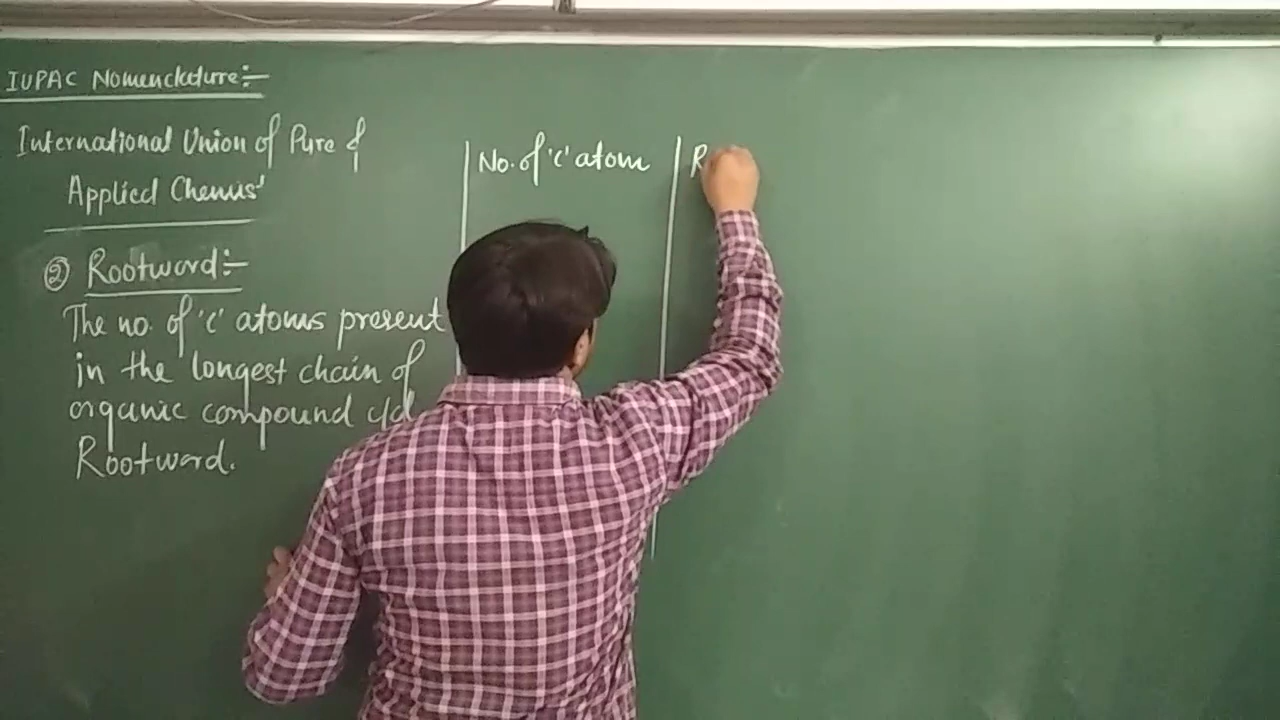 IUPAC Nomenclature:-
International Union of Pure &
Applied Chemis'
② Rootword:-
The no. of 'c' atoms present
in the longest chain of
organic compound c/d
Rootword.
No. of 'c' atom
R